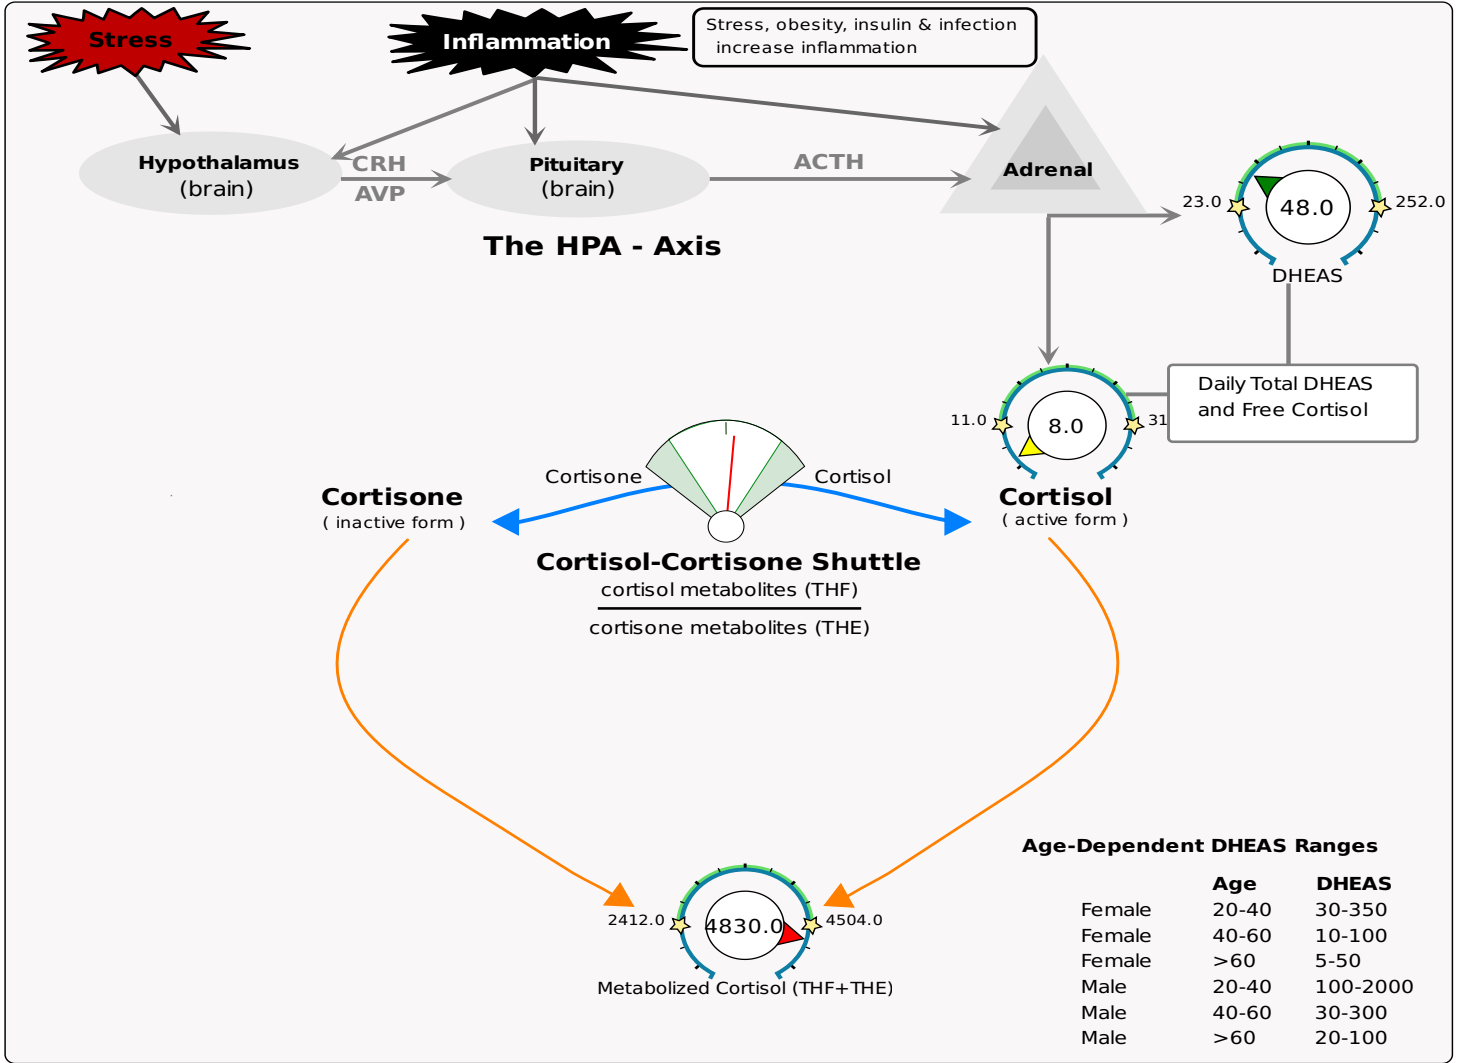 Stress
Inflammation
Stress, obesity, insulin & infection
increase inflammation
Hypothalamus
(brain)
CRH
AVP
Pituitary
(brain)
ACTH
Adrenal
The HPA - Axis
23.0
48.0
252.0
DHEAS
Daily Total DHEAS
and Free Cortisol
11.0
8.0
31
Cortisone
Cortisol
Cortisone
( inactive form )
Cortisol
( active form )
Cortisol-Cortisone Shuttle
cortisol metabolites (THF)
cortisone metabolites (THE)
2412.0
4830.0
4504.0
Metabolized Cortisol (THF+THE)
Age-Dependent DHEAS Ranges
Age DHEAS
Female 20-40 30-350
Female 40-60 10-100
Female >60 5-50
Male 20-40 100-2000
Male 40-60 30-300
Male >60 20-100